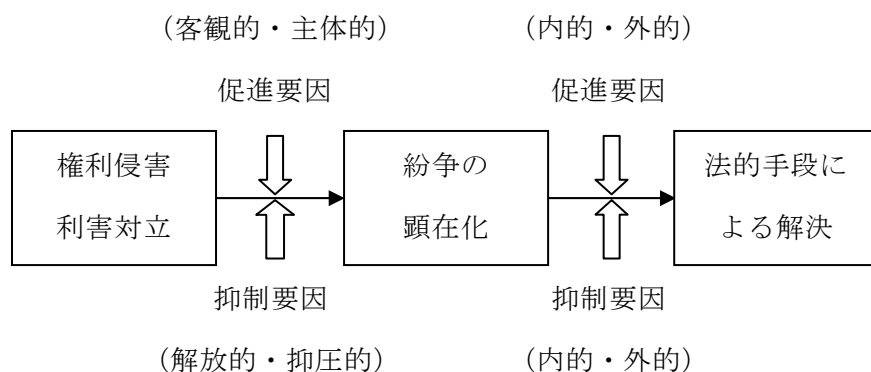 (客観的・主体的)
(内的・外的)
促進要因
促進要因
権利侵害
利害対立
紛争の
顕在化
法的手段に
よる解決
抑制要因
抑制要因
(解放的・抑圧的)
(内的・外的)